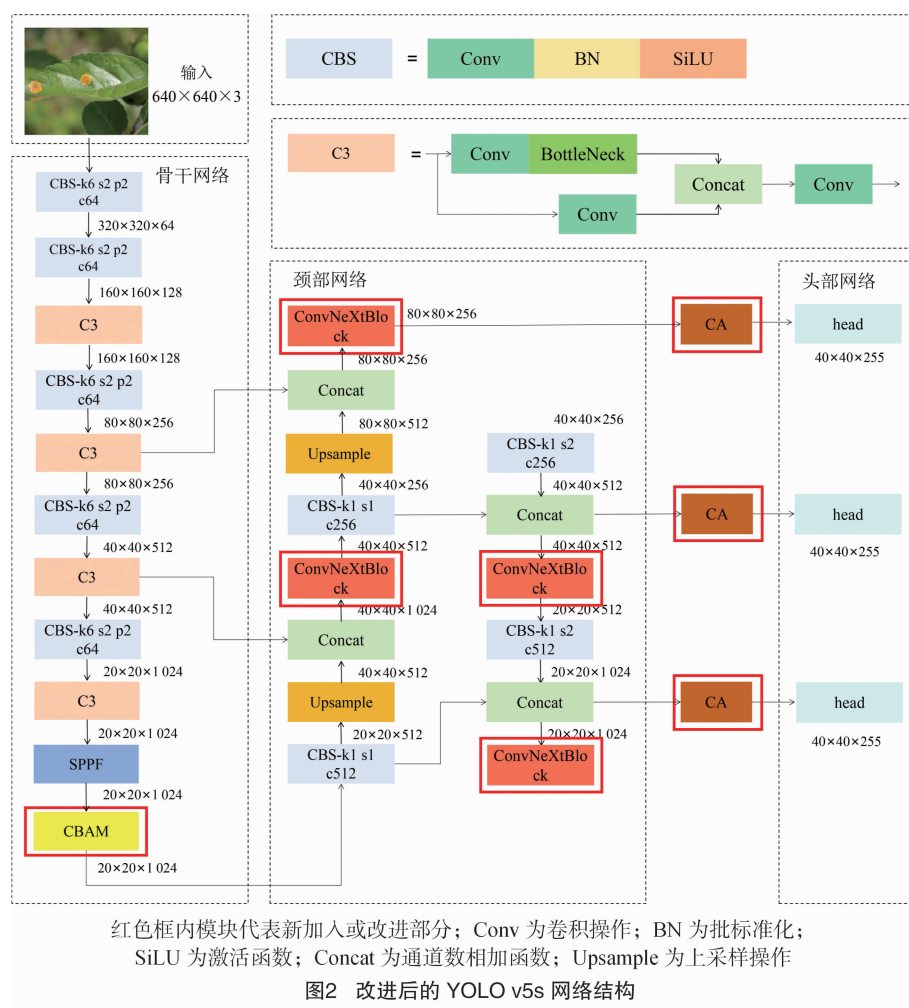 输入
640×640×3
CBS
=
Conv
BN
SiLU
C3
=
Conv
BottleNeck
Conv
Concat
Conv
骨干网络
CBS-k6 s2 p2
c64
320×320×64
CBS-k6 s2 p2
c64
160×160×128
C3
160×160×128
CBS-k6 s2 p2
c64
80×80×256
C3
80×80×256
CBS-k6 s2 p2
c64
40×40×512
C3
40×40×512
CBS-k6 s2 p2
c64
20×20×1 024
C3
20×20×1 024
SPPF
20×20×1 024
CBAM
20×20×1 024
颈部网络
ConvNeXtBlo
ck
80×80×256
80×80×256
Concat
80×80×512
Upsample
40×40×256
CBS-k1 s1
c256
40×40×512
ConvNeXtBlo
ck
40×40×1 024
Concat
40×40×512
Upsample
20×20×512
CBS-k1 s1
c512
40×40×256
CBS-k1 s2
c256
40×40×512
Concat
40×40×512
ConvNeXtBlo
ck
20×20×512
CBS-k1 s2
c512
20×20×1 024
Concat
20×20×1 024
ConvNeXtBlo
ck
CA
CA
CA
头部网络
head
40×40×255
head
40×40×255
head
40×40×255
红色框内模块代表新加入或改进部分；Conv 为卷积操作；BN 为批标准化；
SiLU 为激活函数；Concat 为通道数相加函数；Upsample 为上采样操作
图2 改进后的 YOLO v5s 网络结构